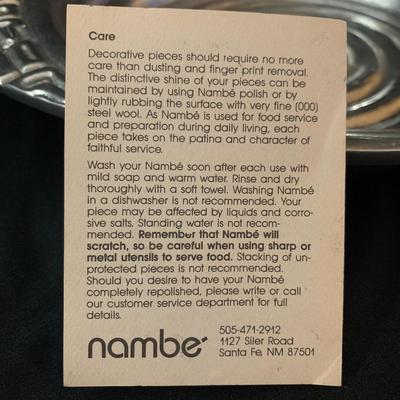 Care
Decorative pieces should require no more
care than dusting and finger print removal.
The distinctive shine of your pieces can be
maintained by using Nambé polish or by
lightly rubbing the surface with very fine (000)
steel wool. As Nambé is used for food service
and preparation during daily living, each
piece takes on the patina and character of
faithful service.
Wash your Nambé soon after each use with
mild soap and warm water. Rinse and dry
thoroughly with a soft towel. Washing Nambé
in a dishwasher is not recommended. Your
piece may be affected by liquids and corro-
sive salts. Standing water is not recom-
mended. Remember that Nambé will
scratch, so be careful when using sharp or
metal utensils to serve food. Stacking of un-
protected pieces is not recommended.
Should you desire to have your Nambé
completely repolished, please write or call
our customer service department for full
details.
nambé
505-471-2912
1127 Siler Road
Santa Fe, NM 87501